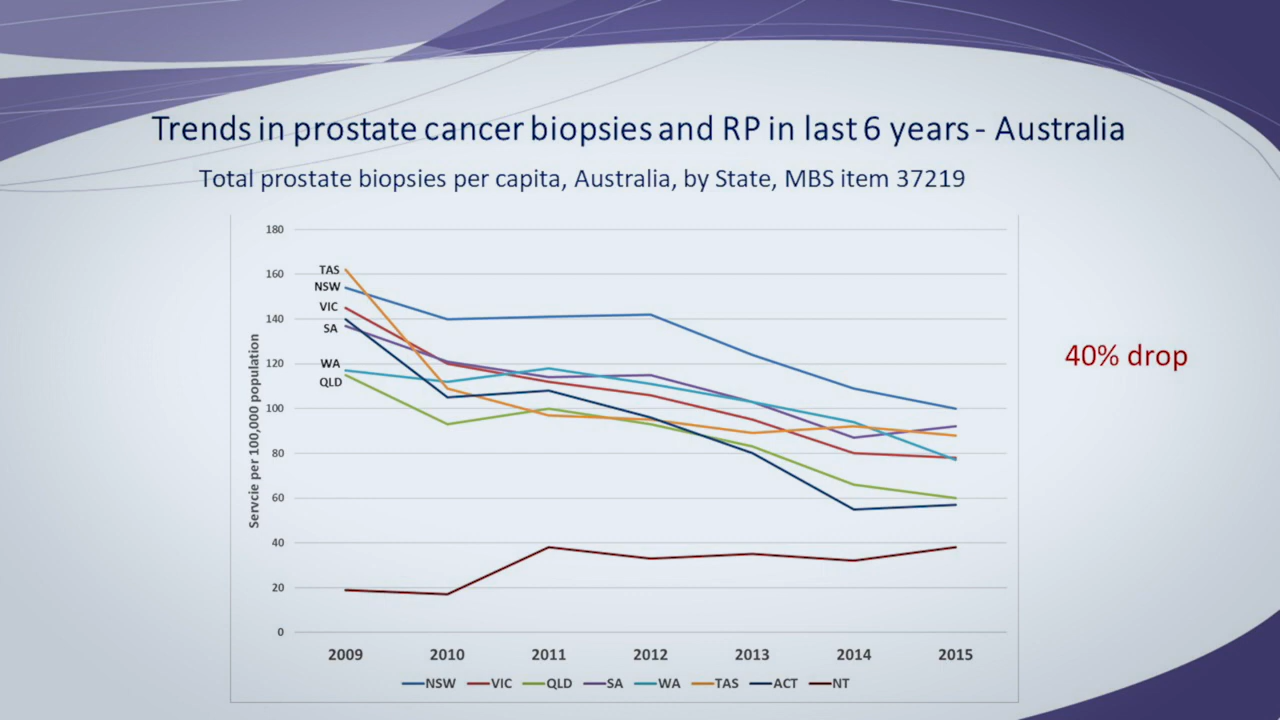 Trends in prostate cancer biopsies and RP in last 6 years - Australia
Total prostate biopsies per capita, Australia, by State, MBS item 37219
180
160
140
120
100
80
60
40
20
0
Servcie per 100,000 population
TAS
NSW
VIC
SA
WA
QLD
40% drop
2009 2010 2011 2012 2013 2014 2015
NSW VIC QLD SA WA TAS ACT NT